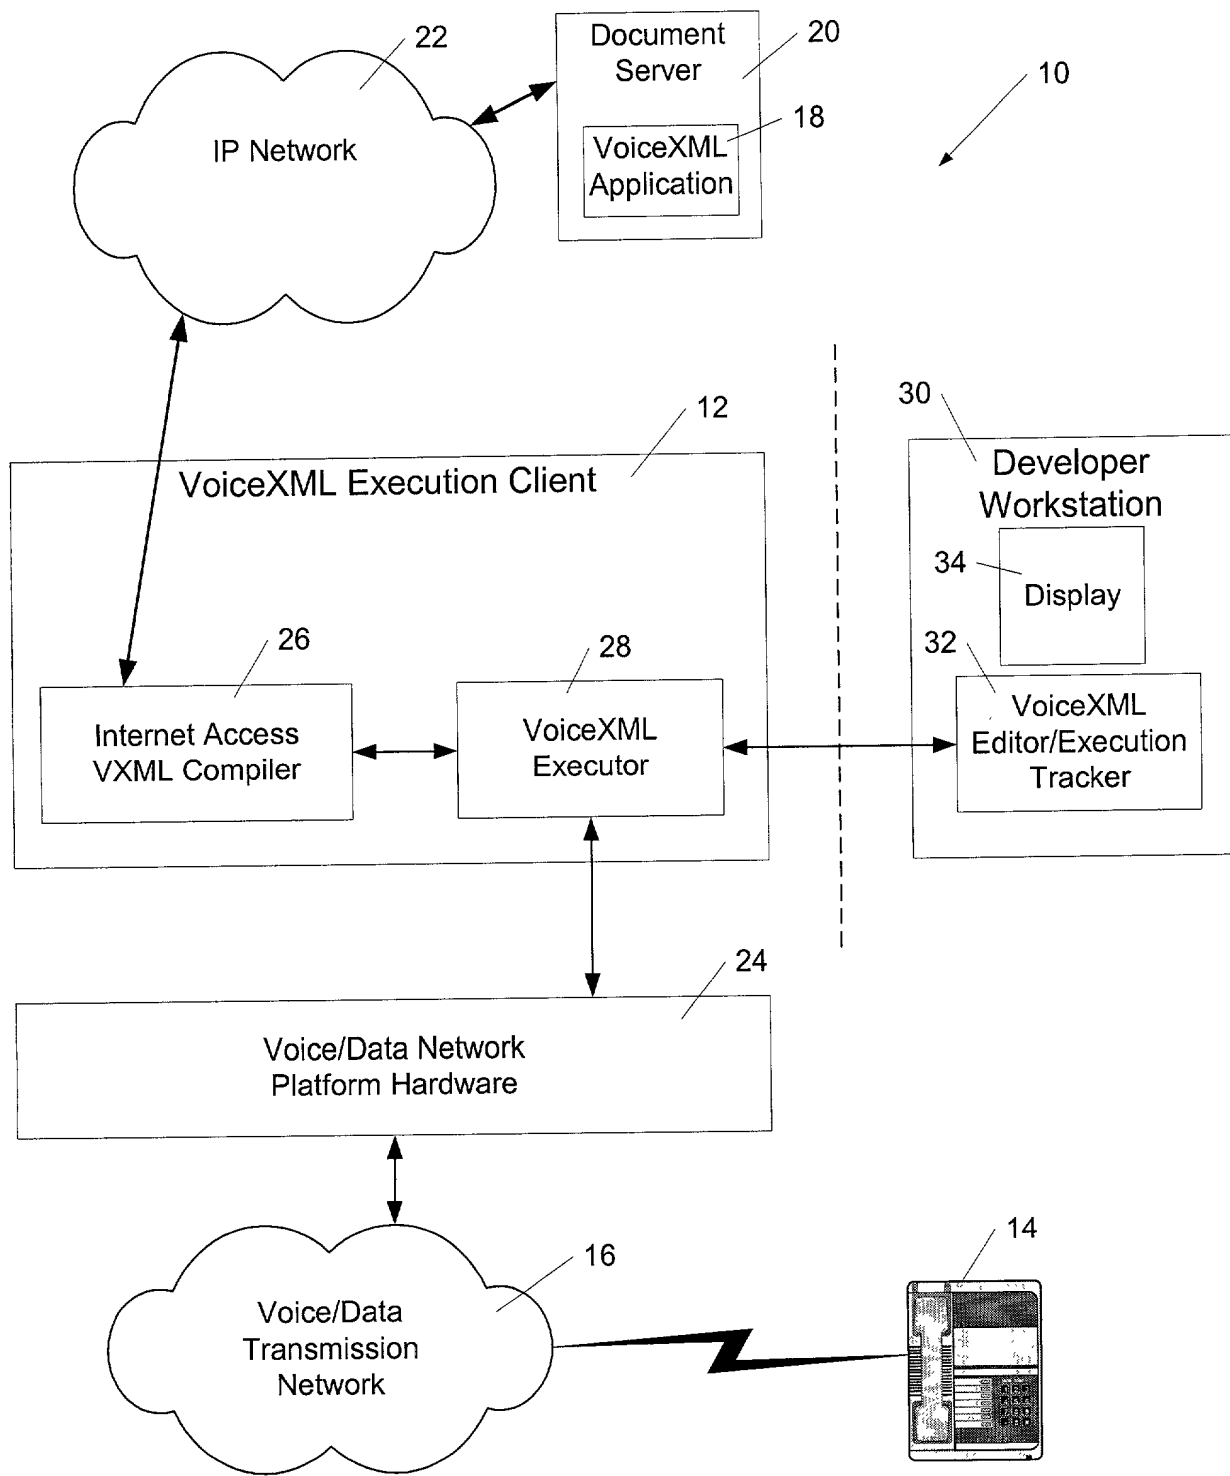 22
Document
Server
20
10
IP Network
18
VoiceXML
Application
12
30
VoiceXML Execution Client
Developer
Workstation
34
Display
26
28
32
Internet Access
VXML Compiler
VoiceXML
Executor
VoiceXML
Editor/Execution
Tracker
24
Voice/Data Network
Platform Hardware
16
14
Voice/Data
Transmission
Network